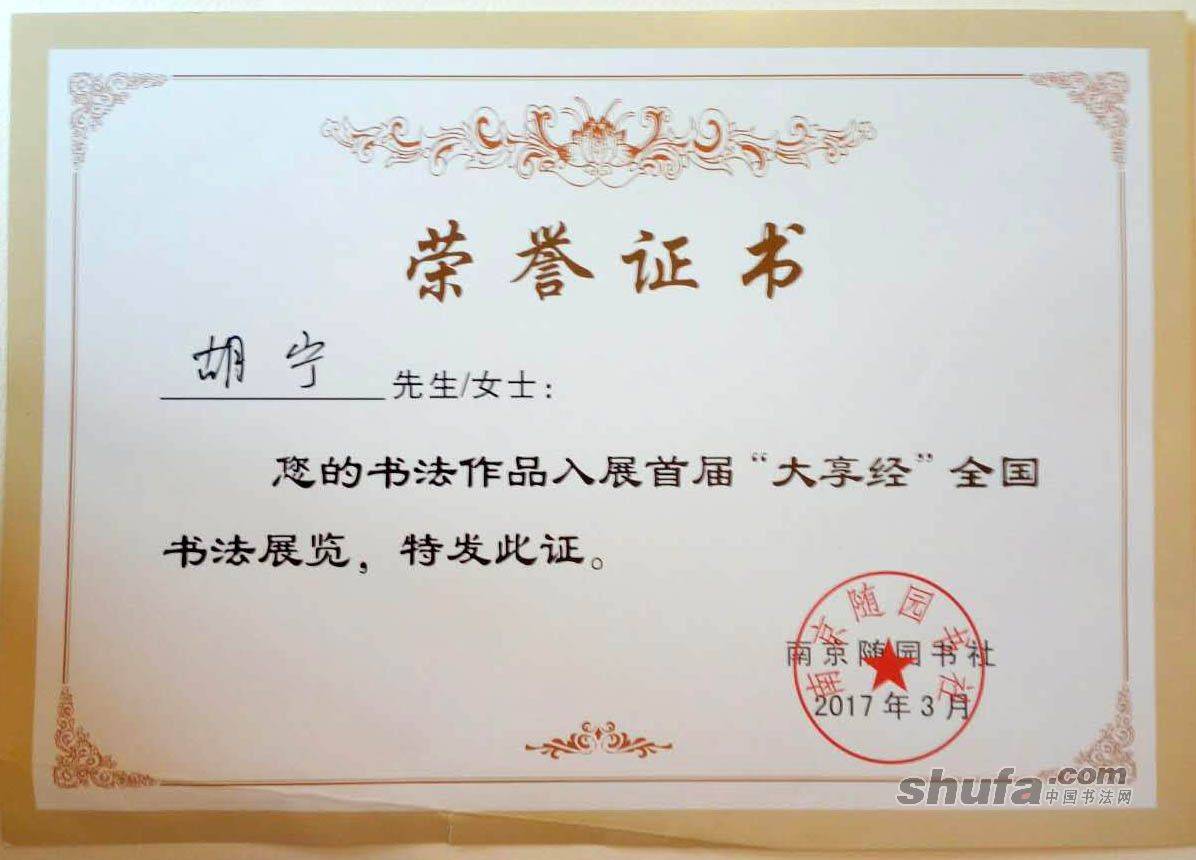 荣誉证书
胡宁 先生/女士：
您的书法作品入展首届“大享经”全国
书法展览，特发此证。
南京随园书社
南京随园书社
2017年3月
shufa.com
中国书法网